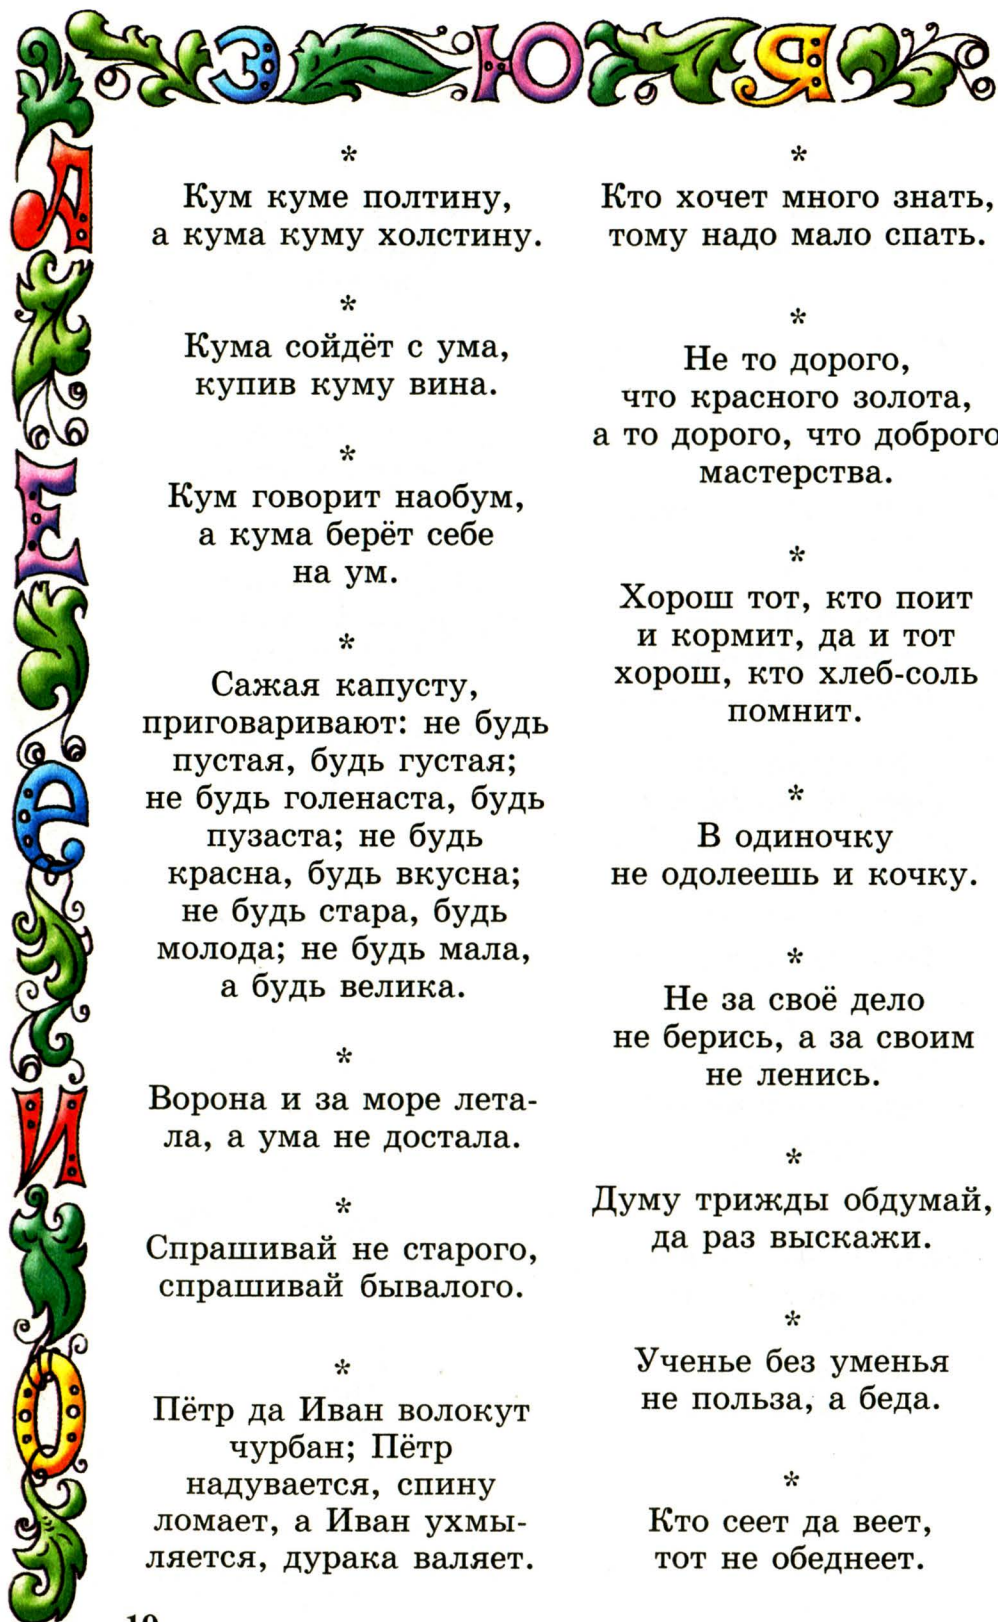 З Ю Я
А
Е
е
И
О
*
Кум куме полтину,
а кума куму холстину.
*
Кума сойдёт с ума,
купив куму вина.
*
Кум говорит наобум,
а кума берёт себе
на ум.
*
Сажая капусту,
приговаривают: не будь
пустая, будь густая;
не будь голенаста, будь
пузаста; не будь
красна, будь вкусна;
не будь стара, будь
молода; не будь мала,
а будь велика.
*
Ворона и за море лета-
ла, а ума не достала.
*
Спрашивай не старого,
спрашивай бывалого.
*
Пётр да Иван волокут
чурбан; Пётр
надувается, спину
ломает, а Иван ухмы-
ляется, дурака валяет.
*
Кто хочет много знать,
тому надо мало спать.
*
Не то дорого,
что красного золота,
а то дорого, что доброго
мастерства.
*
Хорош тот, кто поит
и кормит, да и тот
хорош, кто хлеб-соль
помнит.
*
В одиночку
не одолеешь и кочку.
*
Не за своё дело
не берись, а за своим
не ленись.
*
Думу трижды обдумай,
да раз выскажи.
*
Ученье без уменья
не польза, а беда.
*
Кто сеет да веет,
тот не обеднеет.